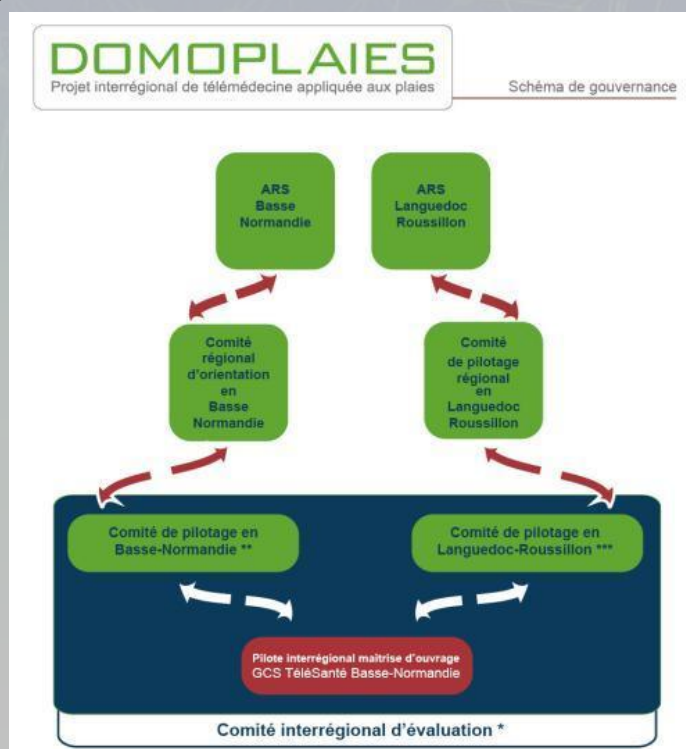 DOMOPLAIES
Projet interrégional de télémédecine appliquée aux plaies
Schéma de gouvernance
ARS
Basse
Normandie
ARS
Languedoc
Roussillon
Comité
régional
d'orientation
en
Basse
Normandie
Comité
de pilotage
régional
en
Languedoc
Roussillon
Comité de pilotage en
Basse-Normandie **
Comité de pilotage en
Languedoc-Roussillon ***
Pilote interrégional maîtrise d'ouvrage
GCS TéléSanté Basse-Normandie
Comité interrégional d'évaluation *